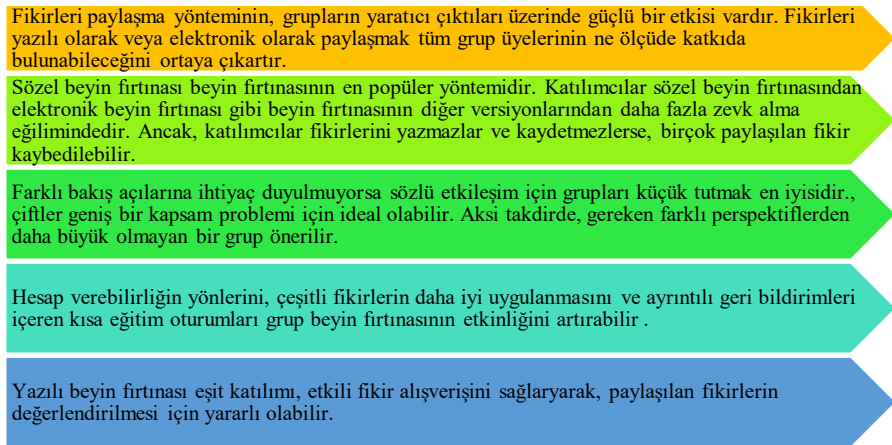 Fikirleri paylaşma yönteminin, grupların yaratıcı çıktıları üzerinde güçlü bir etkisi vardır. Fikirleri
yazılı olarak veya elektronik olarak paylaşmak tüm grup üyelerinin ne ölçüde katkıda
bulunabileceğini ortaya çıkartır.
Sözel beyin fırtınası beyin fırtınasının en popüler yöntemidir. Katılımcılar sözel beyin fırtınasından
elektronik beyin fırtınası gibi beyin fırtınasının diğer versiyonlarından daha fazla zevk alma
eğilimindedir. Ancak, katılımcılar fikirlerini yazmazlar ve kaydetmezlerse, birçok paylaşılan fikir
kaybedilebilir.
Farklı bakış açılarına ihtiyaç duyulmuyorsa sözlü etkileşim için grupları küçük tutmak en iyisidir.,
çiftler geniş bir kapsam problemi için ideal olabilir. Aksi takdirde, gereken farklı perspektiflerden
daha büyük olmayan bir grup önerilir.
Hesap verebilirliğin yönlerini, çeşitli fikirlerin daha iyi uygulanmasını ve ayrıntılı geri bildirimleri
içeren kısa eğitim oturumları grup beyin fırtınasının etkinliğini artırabilir .
Yazılı beyin fırtınası eşit katılımı, etkili fikir alışverişini sağlaryarak, paylaşılan fikirlerin
değerlendirilmesi için yararlı olabilir.